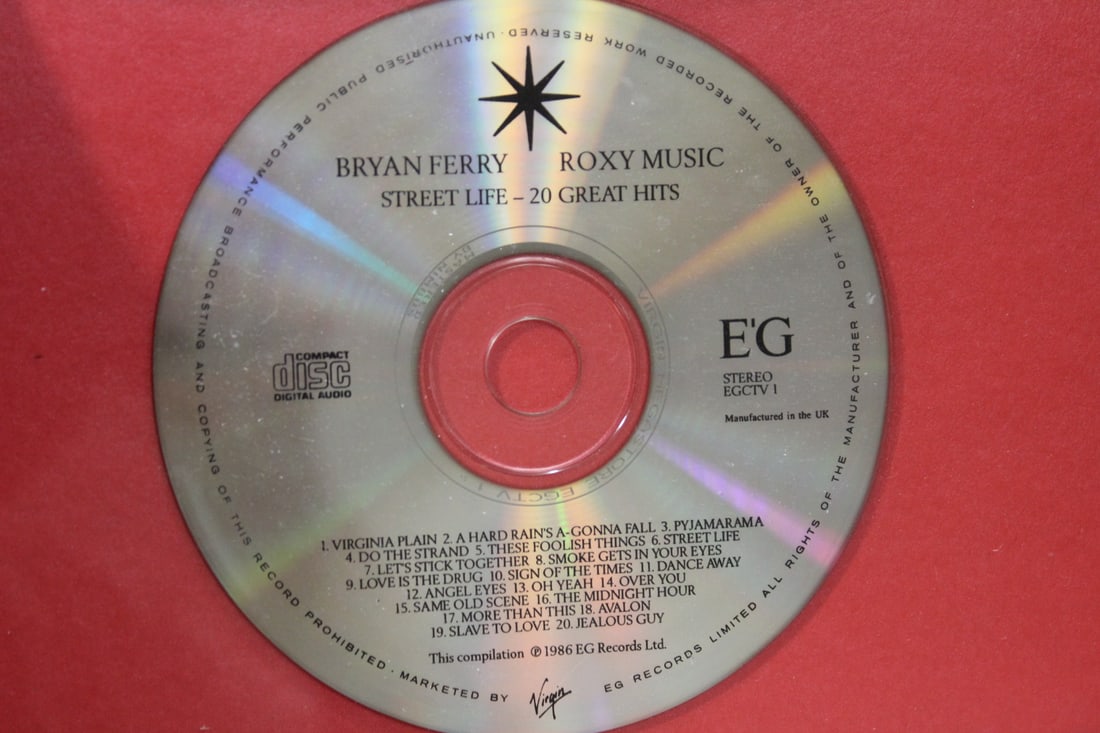 BRYAN FERRY ROXY MUSIC
STREET LIFE – 20 GREAT HITS
COMPACT
disc
DIGITAL AUDIO
E'G
STEREO
EGCTV 1
Manufactured in the UK
1. VIRGINIA PLAIN 2. A HARD RAIN'S A-GONNA FALL 3. PYJAMARAMA
4. DO THE STRAND 5. THESE FOOLISH THINGS 6. STREET LIFE
7. LET'S STICK TOGETHER 8. SMOKE GETS IN YOUR EYES
9. LOVE IS THE DRUG 10. SIGN OF THE TIMES 11. DANCE AWAY
12. ANGEL EYES 13. OH YEAH 14. OVER YOU
15. SAME OLD SCENE 16. THE MIDNIGHT HOUR
17. MORE THAN THIS 18. AVALON
19. SLAVE TO LOVE 20. JEALOUS GUY
This compilation ℗ 1986 EG Records Ltd.
MARKETED BY Virgin EG RECORDS LIMITED ALL RIGHTS OF THE MANUFACTURER AND OF THE OWNER OF THE RECORDED WORK RESERVED · UNAUTHORISED PUBLIC PERFORMANCE BROADCASTING AND COPYING OF THIS RECORD PROHIBITED ·
EGCTV 1